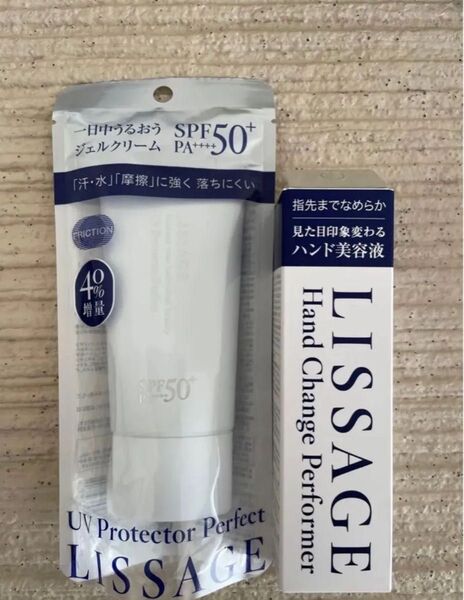 一日中うるおう
ジェルクリーム
SPF50+
PA++++
「汗・水」「摩擦」に強く 落ちにくい
FRICTION
40%
増量
SPF50+
PA++++
UV Protector Perfect
LISSAGE
指先までなめらか
見た目印象変わる
ハンド美容液
LISSAGE
Hand Change Performer